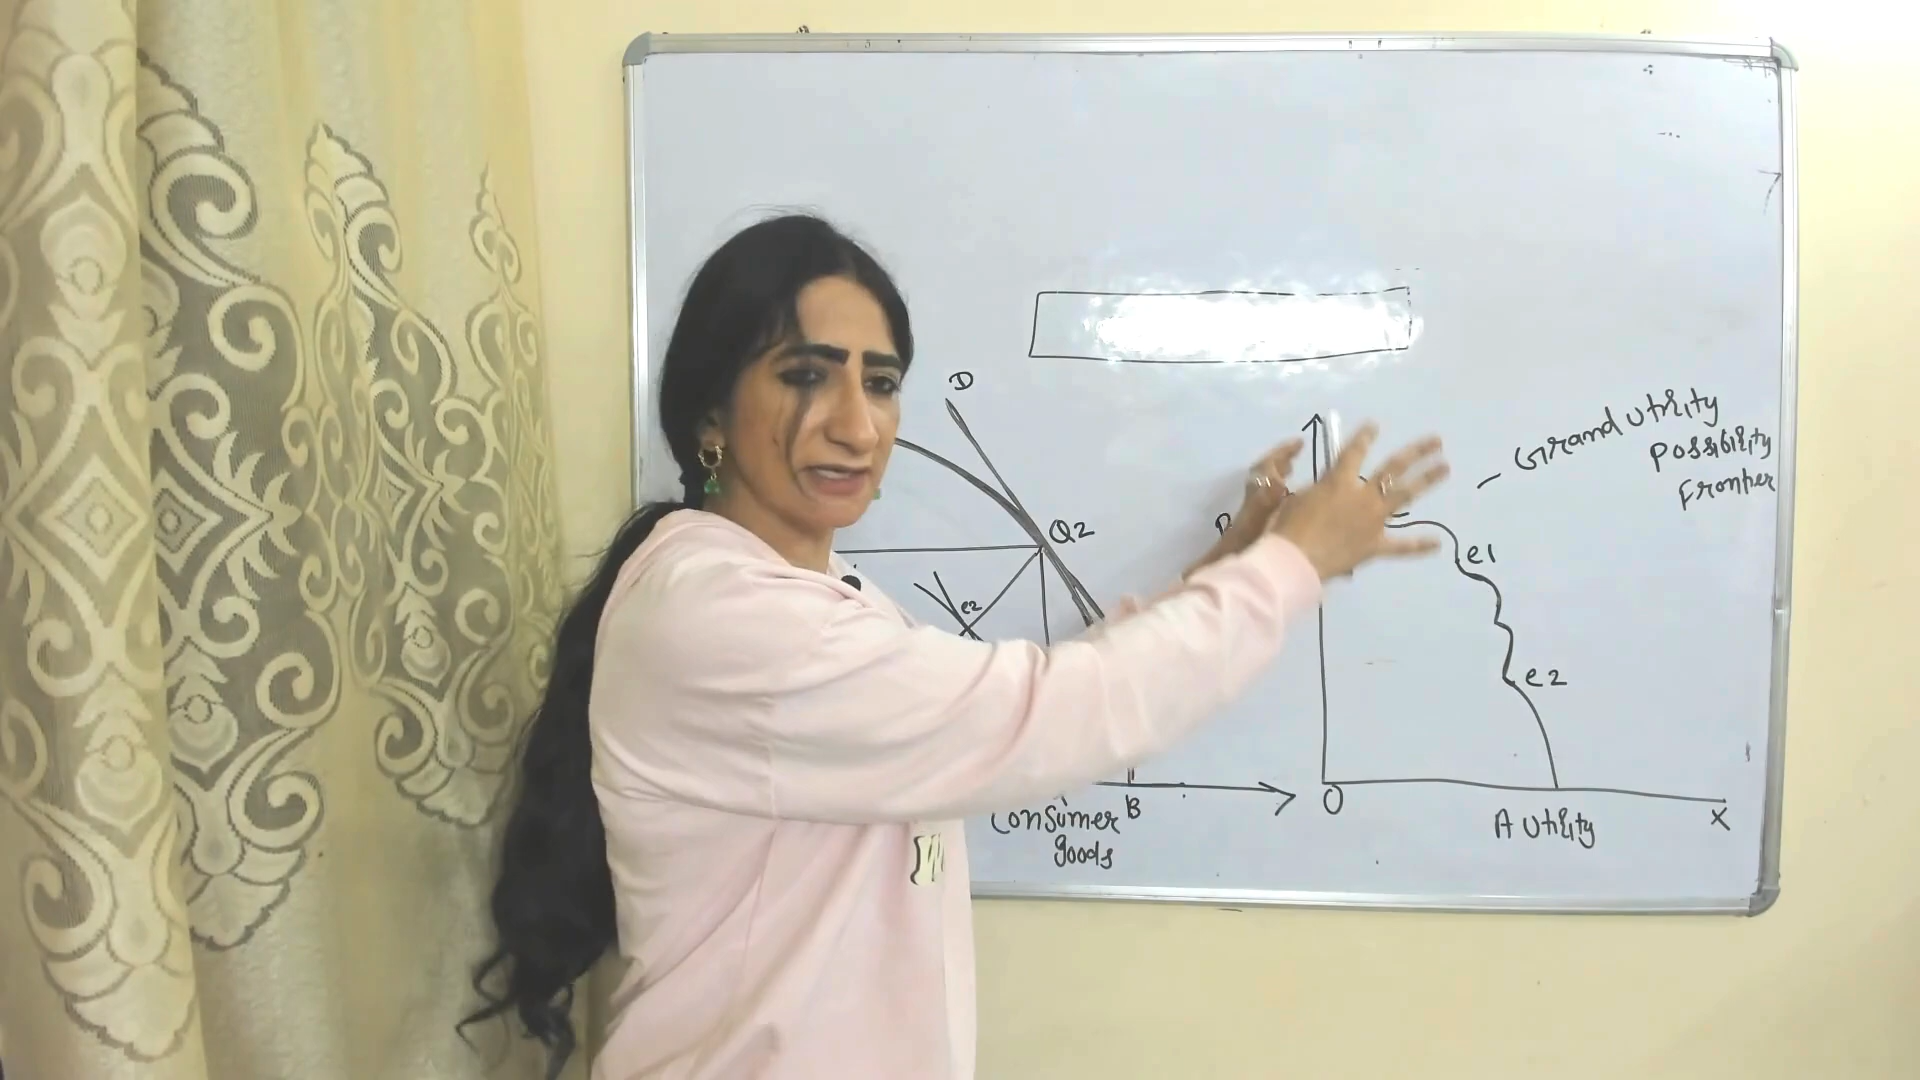 D
Q2
e2
Consumer
goods
B
Grand Utility
Possibility
Frontier
e1
e2
O
A Utility
X